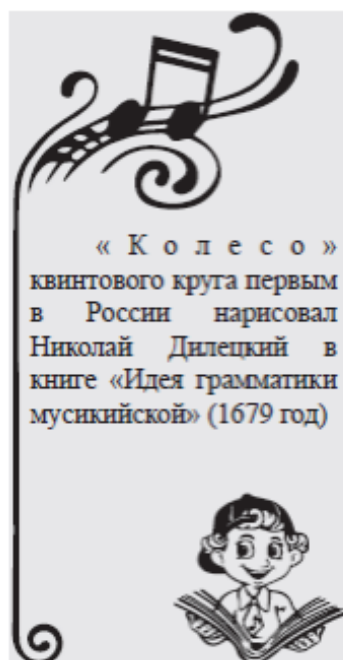 « К о л е с о »
квинтового круга первым
в России нарисовал
Николай Дилецкий в
книге «Идея грамматики
мусикийской» (1679 год)